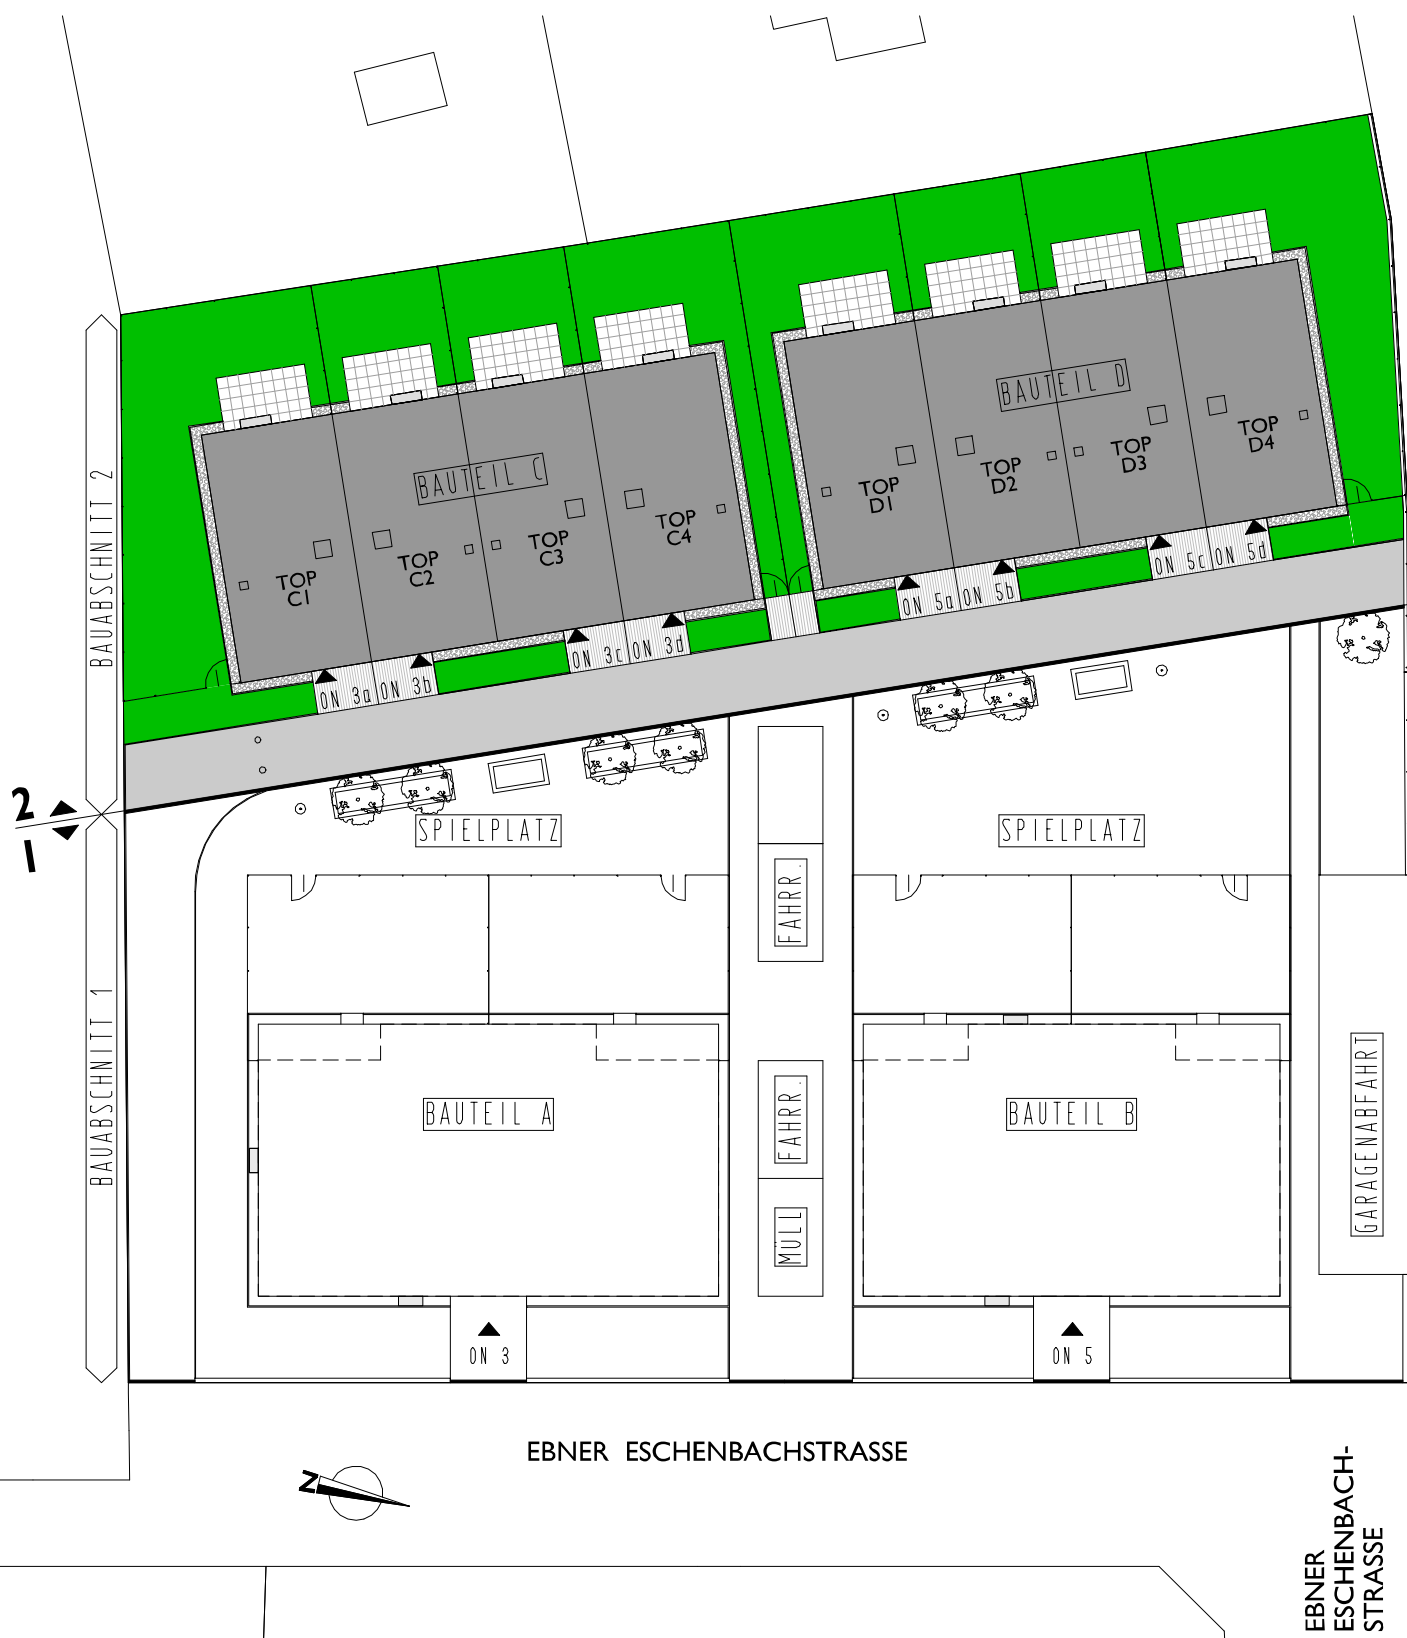 BAUTEIL D
TOP
D1
TOP
D2
TOP
D3
TOP
D4
BAUTEIL C
TOP
C1
TOP
C2
TOP
C3
TOP
C4
ON 5a
ON 5b
ON 5c
ON 5d
ON 3a
ON 3b
ON 3c
ON 3d
BAUABSCHNITT 2
2
1
BAUABSCHNITT 1
SPIELPLATZ
SPIELPLATZ
FAHRR.
FAHRR.
MÜLL
BAUTEIL A
BAUTEIL B
GARAGENABFAHRT
ON 3
ON 5
EBNER ESCHENBACHSTRASSE
N
EBNER
ESCHENBACH-
STRASSE